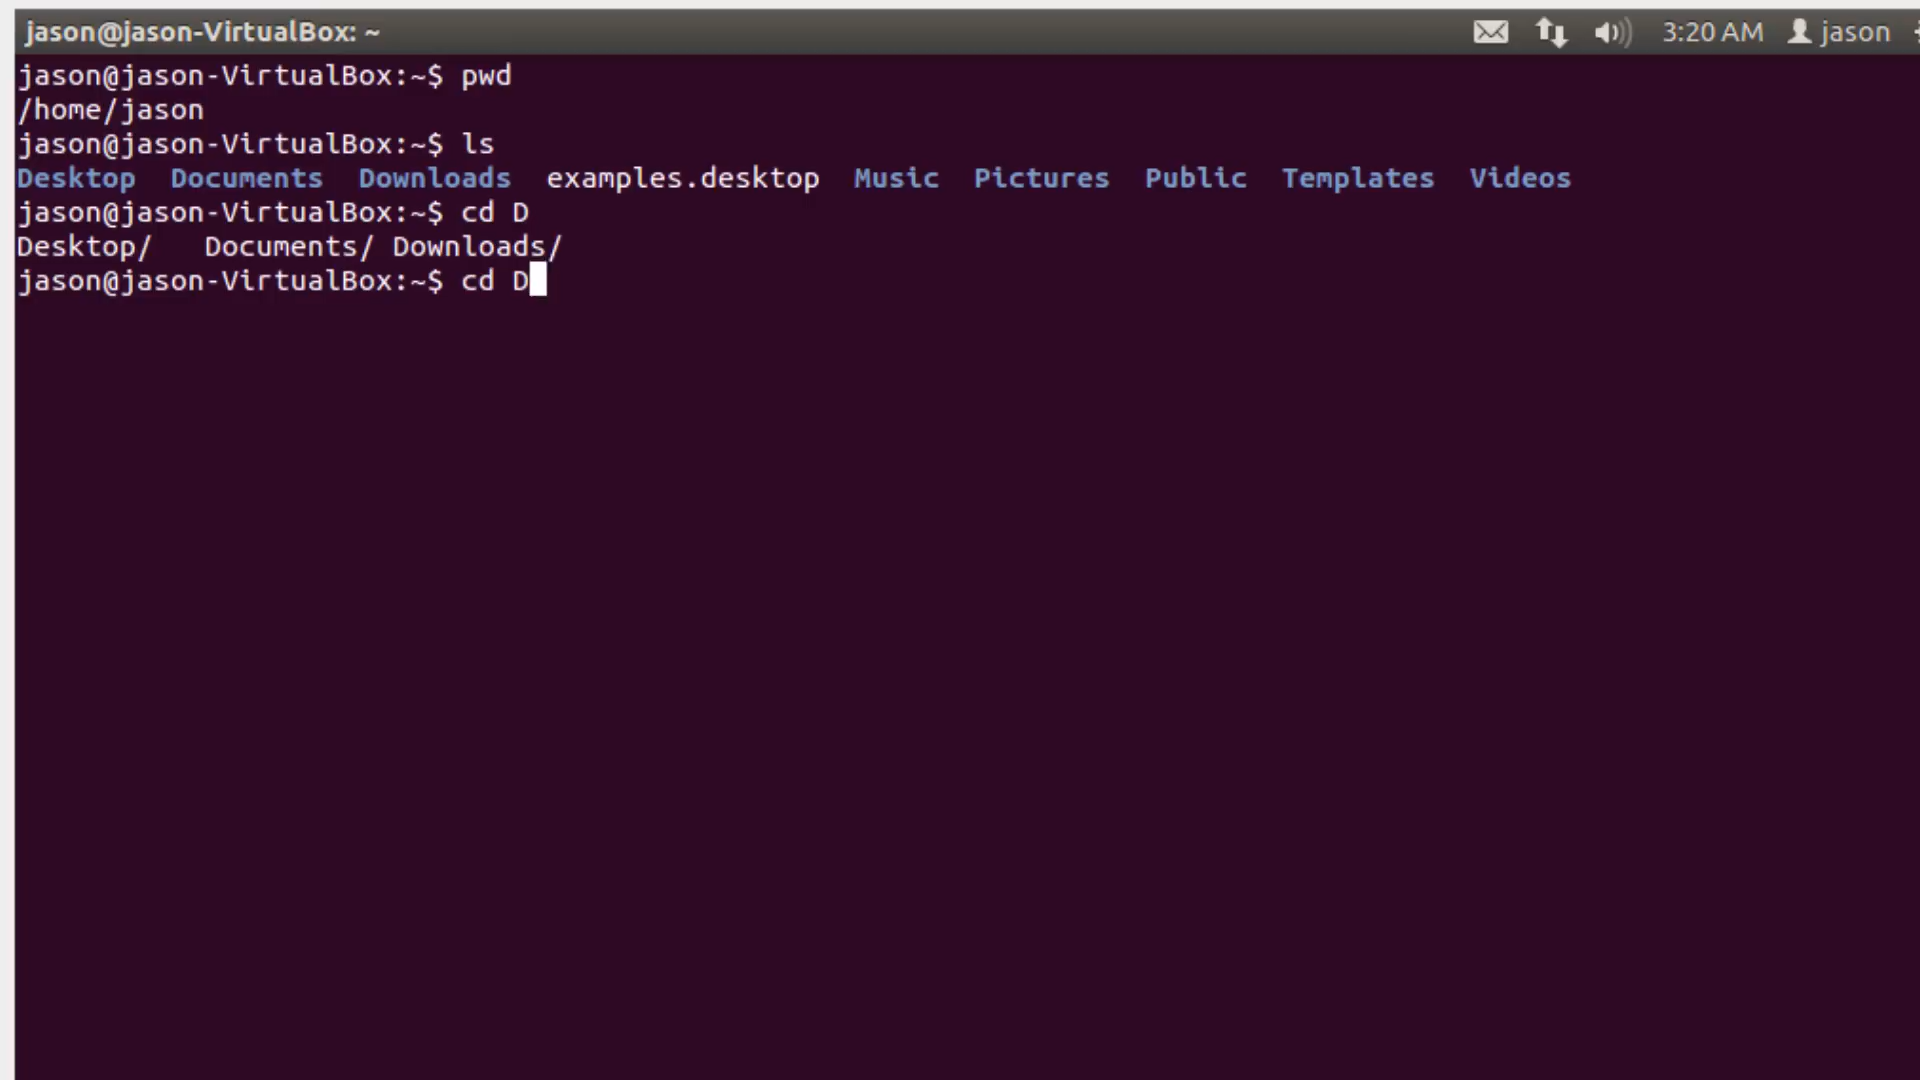 jason@jason-VirtualBox: ~ 3:20 AM jason
jason@jason-VirtualBox:~$ pwd
/home/jason
jason@jason-VirtualBox:~$ ls
Desktop Documents Downloads examples.desktop Music Pictures Public Templates Videos
jason@jason-VirtualBox:~$ cd D
Desktop/ Documents/ Downloads/
jason@jason-VirtualBox:~$ cd D